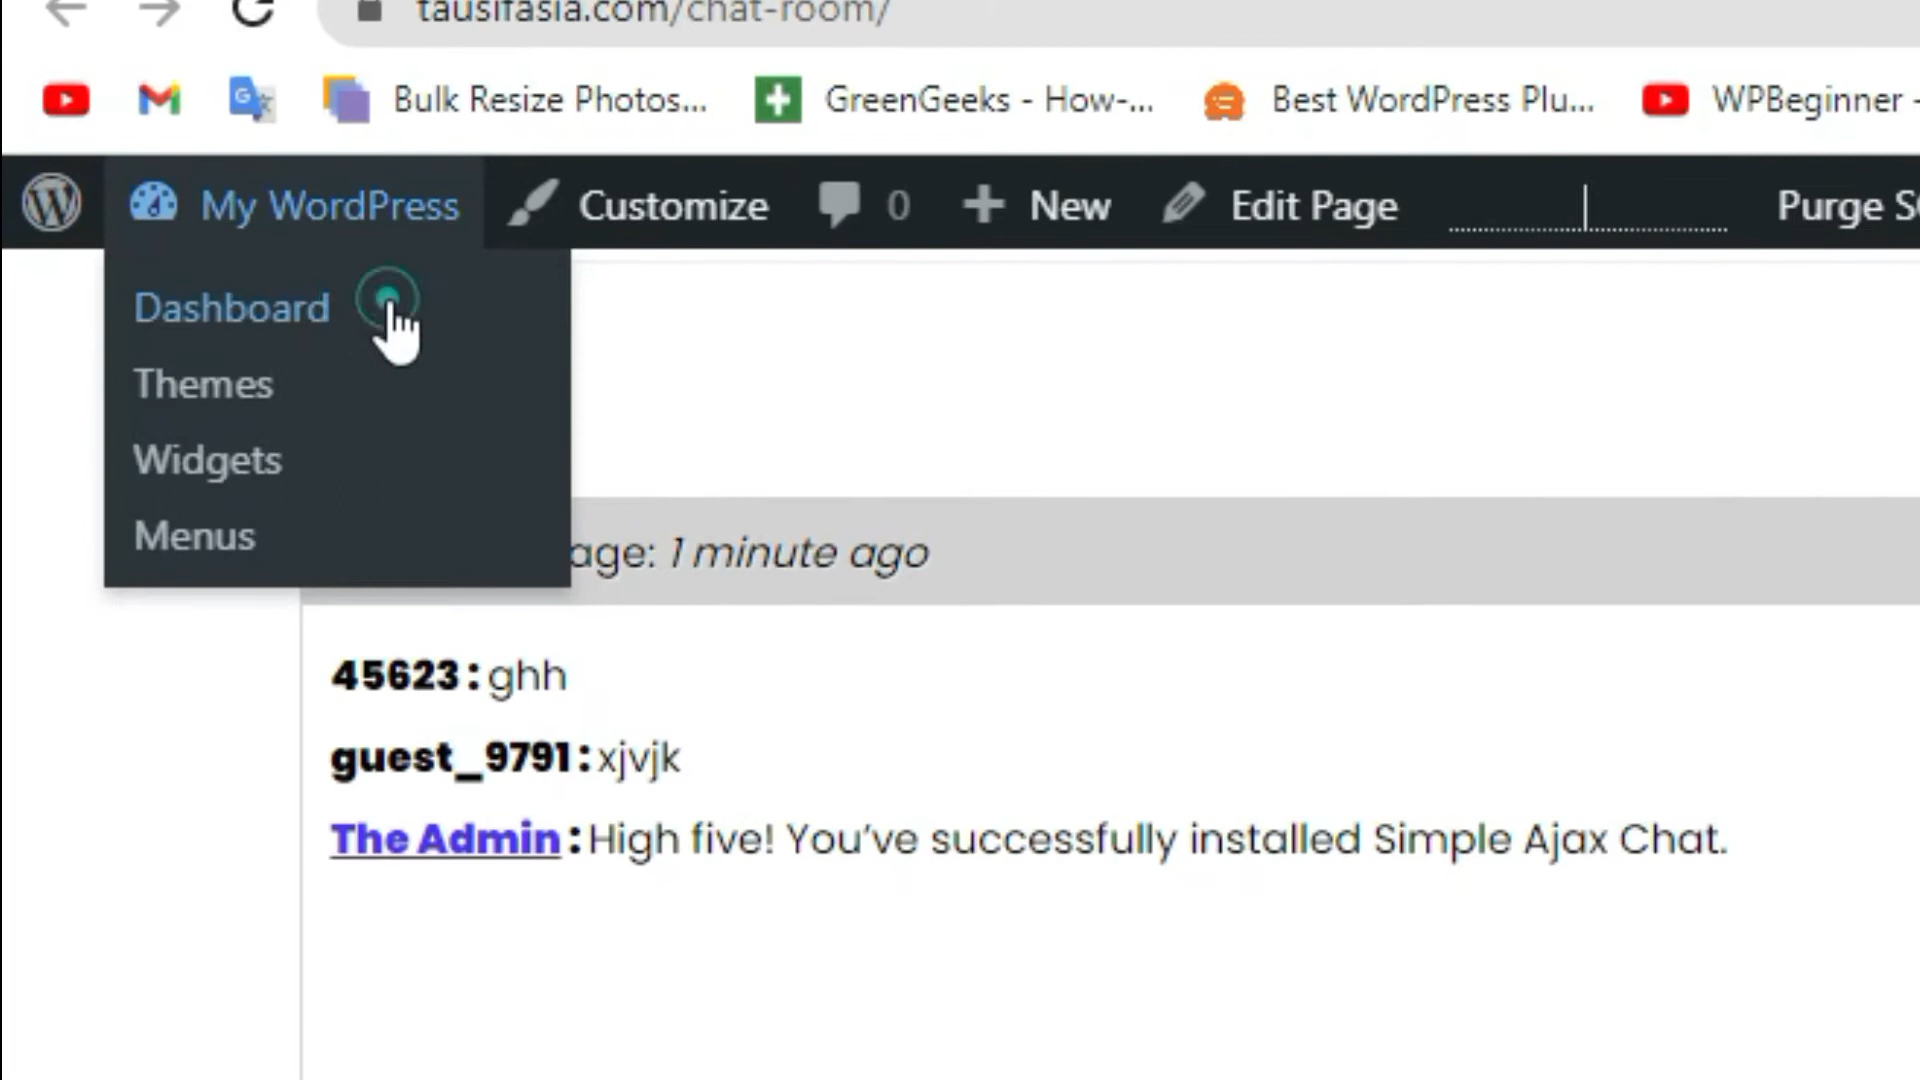 tausifasia.com/chat-room/
Bulk Resize Photos... GreenGeeks - How-... Best WordPress Plu... WPBeginner -
My WordPress Customize 0 New Edit Page Purge
Dashboard
Themes
Widgets
Menus
age: 1 minute ago
45623 : ghh
guest_9791 : xjvjk
The Admin : High five! You’ve successfully installed Simple Ajax Chat.